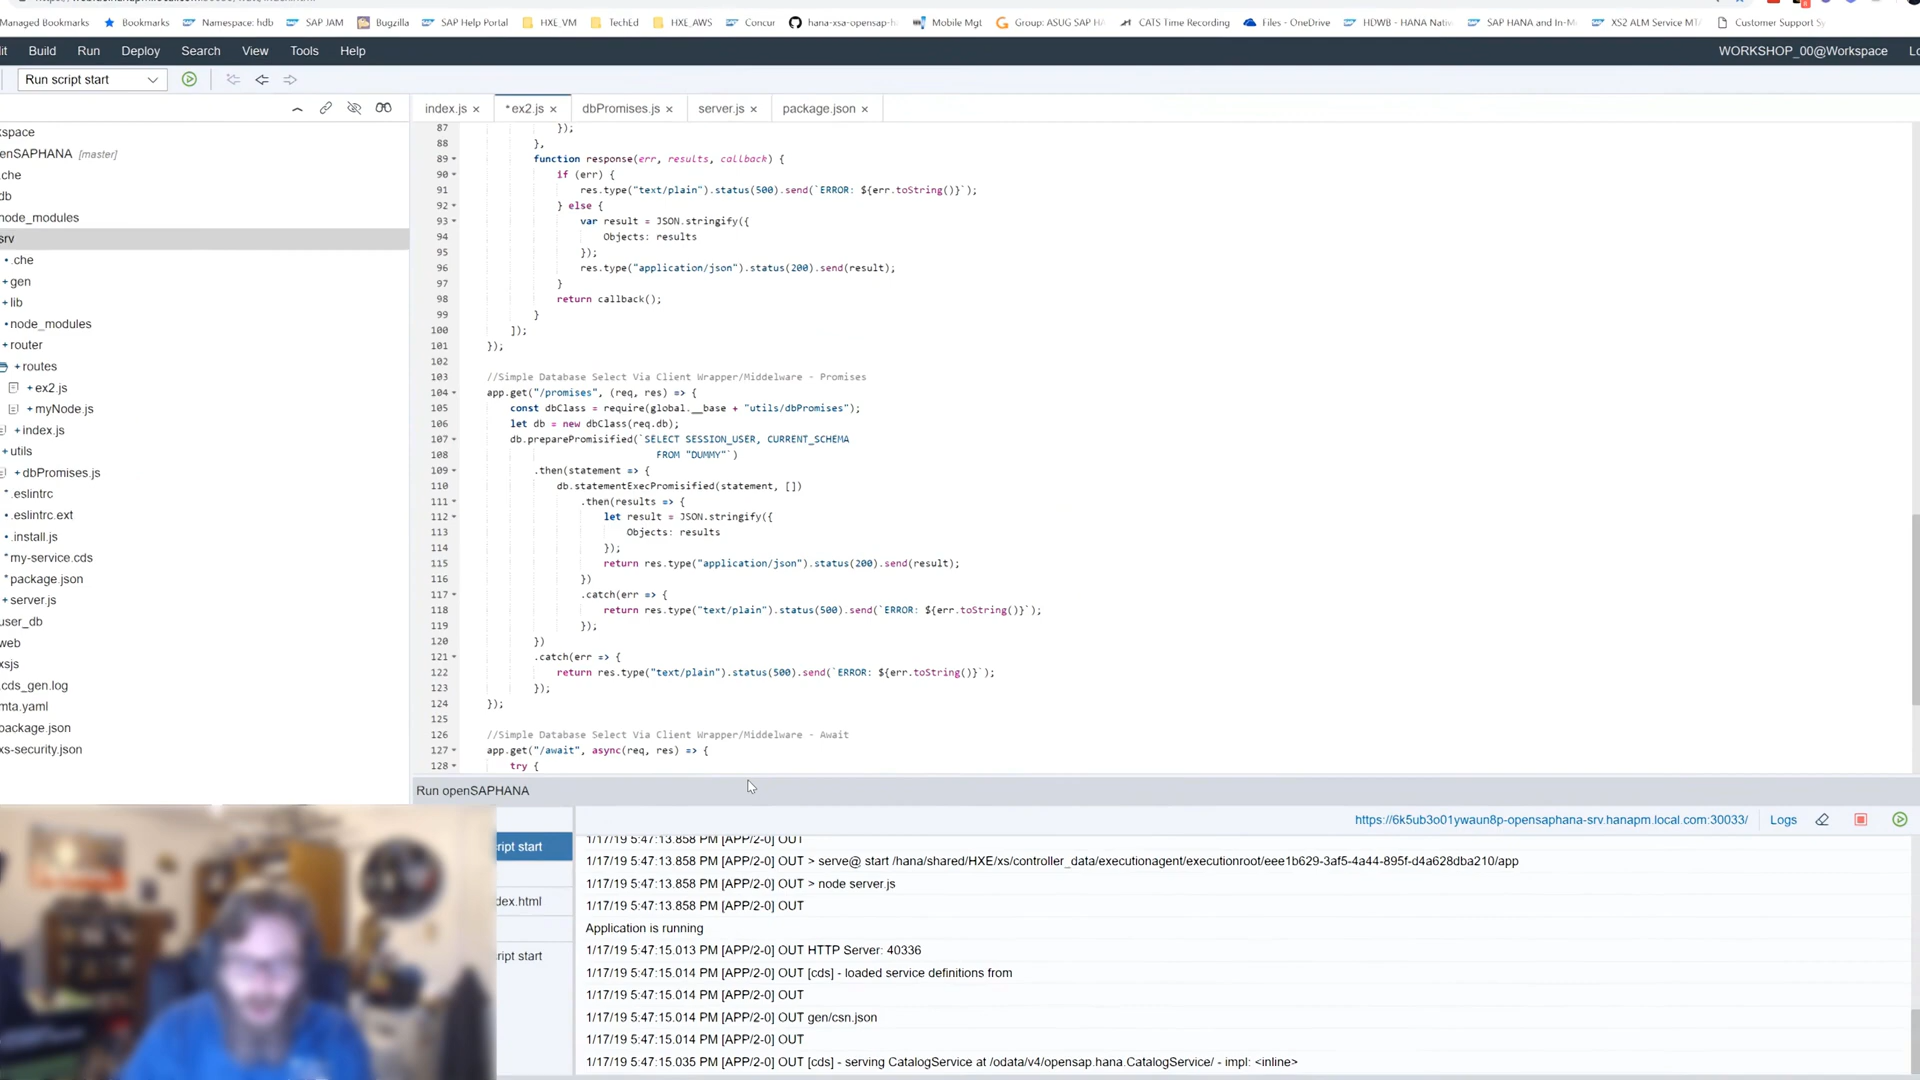 Managed Bookmarks Bookmarks Namespace: hdb SAP JAM Bugzilla SAP Help Portal HXE_VM TechEd HXE_AWS Concur hana-xsa-opensap-h Mobile Mgt Group: ASUG SAP H CATS Time Recording Files - OneDrive HDWB - HANA Nativ SAP HANA and In-M XS2 ALM Service MT Customer Support Sy
it Build Run Deploy Search View Tools Help WORKSHOP_00@Workspace Lo
Run script start
index.js × *ex2.js × dbPromises.js × server.js × package.json ×
kspace
enSAPHANA [master]
.che
db
node_modules
srv
.che
+gen
+lib
node_modules
+router
+routes
+ex2.js
+myNode.js
+index.js
+utils
+dbPromises.js
*.eslintrc
*.eslintrc.ext
.install.js
*my-service.cds
*package.json
+server.js
user_db
web
xsjs
.cds_gen.log
mta.yaml
package.json
xs-security.json
87 });
88 },
89 function response(err, results, callback) {
90 if (err) {
91 res.type("text/plain").status(500).send(`ERROR: ${err.toString()}`);
92 } else {
93 var result = JSON.stringify({
94 Objects: results
95 });
96 res.type("application/json").status(200).send(result);
97 }
98 return callback();
99 }
100 ]);
101 });
102
103 //Simple Database Select Via Client Wrapper/Middelware - Promises
104 app.get("/promises", (req, res) => {
105 const dbClass = require(global.__base + "utils/dbPromises");
106 let db = new dbClass(req.db);
107 db.preparePromisified(`SELECT SESSION_USER, CURRENT_SCHEMA
108 FROM "DUMMY"`)
109 .then(statement => {
110 db.statementExecPromisified(statement, [])
111 .then(results => {
112 let result = JSON.stringify({
113 Objects: results
114 });
115 return res.type("application/json").status(200).send(result);
116 })
117 .catch(err => {
118 return res.type("text/plain").status(500).send(`ERROR: ${err.toString()}`);
119 });
120 })
121 .catch(err => {
122 return res.type("text/plain").status(500).send(`ERROR: ${err.toString()}`);
123 });
124 });
125
126 //Simple Database Select Via Client Wrapper/Middelware - Await
127 app.get("/await", async(req, res) => {
128 try {
Run openSAPHANA
https://6k5ub3o01ywaun8p-opensaphana-srv.hanapm.local.com:30033/ Logs
ript start
dex.html
ript start
1/17/19 5:47:13.858 PM [APP/2-0] OUT
1/17/19 5:47:13.858 PM [APP/2-0] OUT > serve@ start /hana/shared/HXE/xs/controller_data/executionagent/executionroot/eee1b629-3af5-4a44-895f-d4a628dba210/app
1/17/19 5:47:13.858 PM [APP/2-0] OUT > node server.js
1/17/19 5:47:13.858 PM [APP/2-0] OUT
Application is running
1/17/19 5:47:15.013 PM [APP/2-0] OUT HTTP Server: 40336
1/17/19 5:47:15.014 PM [APP/2-0] OUT [cds] - loaded service definitions from
1/17/19 5:47:15.014 PM [APP/2-0] OUT
1/17/19 5:47:15.014 PM [APP/2-0] OUT gen/csn.json
1/17/19 5:47:15.014 PM [APP/2-0] OUT
1/17/19 5:47:15.035 PM [APP/2-0] OUT [cds] - serving CatalogService at /odata/v4/opensap.hana.CatalogService/ - impl: <inline>